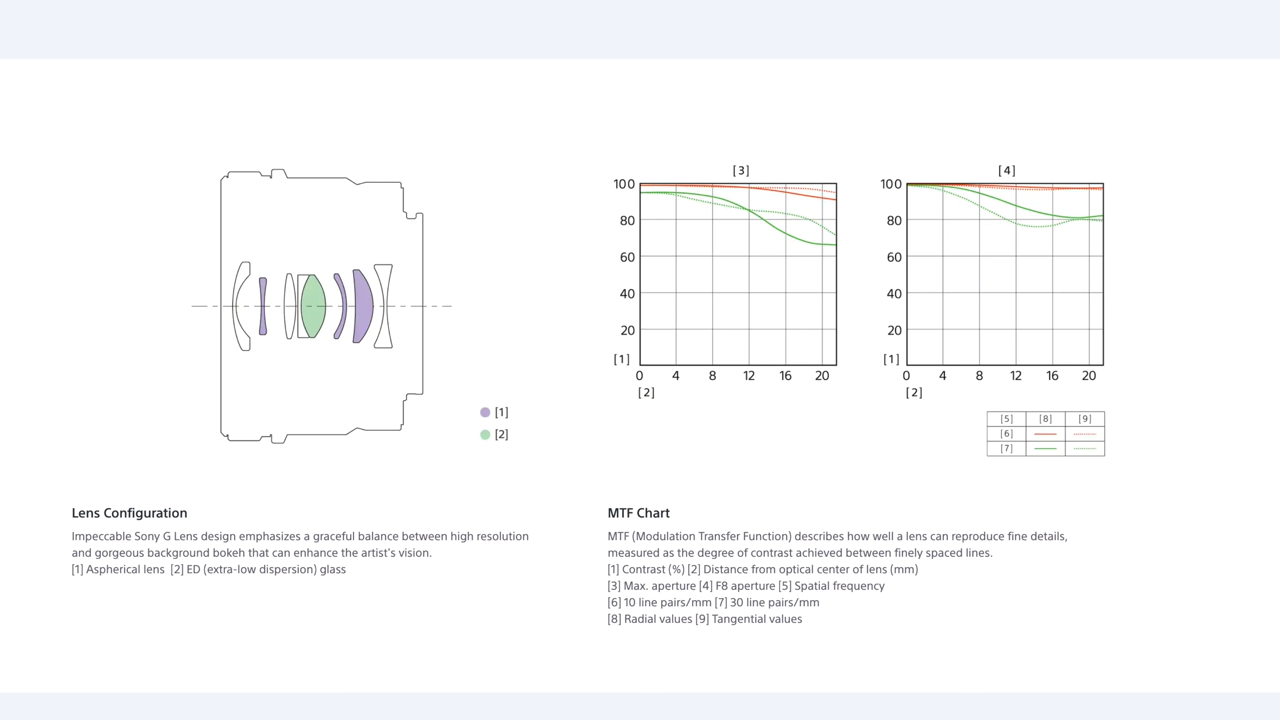 [1]
[2]
Lens Configuration
Impeccable Sony G Lens design emphasizes a graceful balance between high resolution
and gorgeous background bokeh that can enhance the artist's vision.
[1] Aspherical lens [2] ED (extra-low dispersion) glass
[3]
100
80
60
40
20
[1]
0 4 8 12 16 20
[2]
[4]
100
80
60
40
20
[1]
0 4 8 12 16 20
[2]
[5] [8] [9]
[6]
[7]
MTF Chart
MTF (Modulation Transfer Function) describes how well a lens can reproduce fine details,
measured as the degree of contrast achieved between finely spaced lines.
[1] Contrast (%) [2] Distance from optical center of lens (mm)
[3] Max. aperture [4] F8 aperture [5] Spatial frequency
[6] 10 line pairs/mm [7] 30 line pairs/mm
[8] Radial values [9] Tangential values